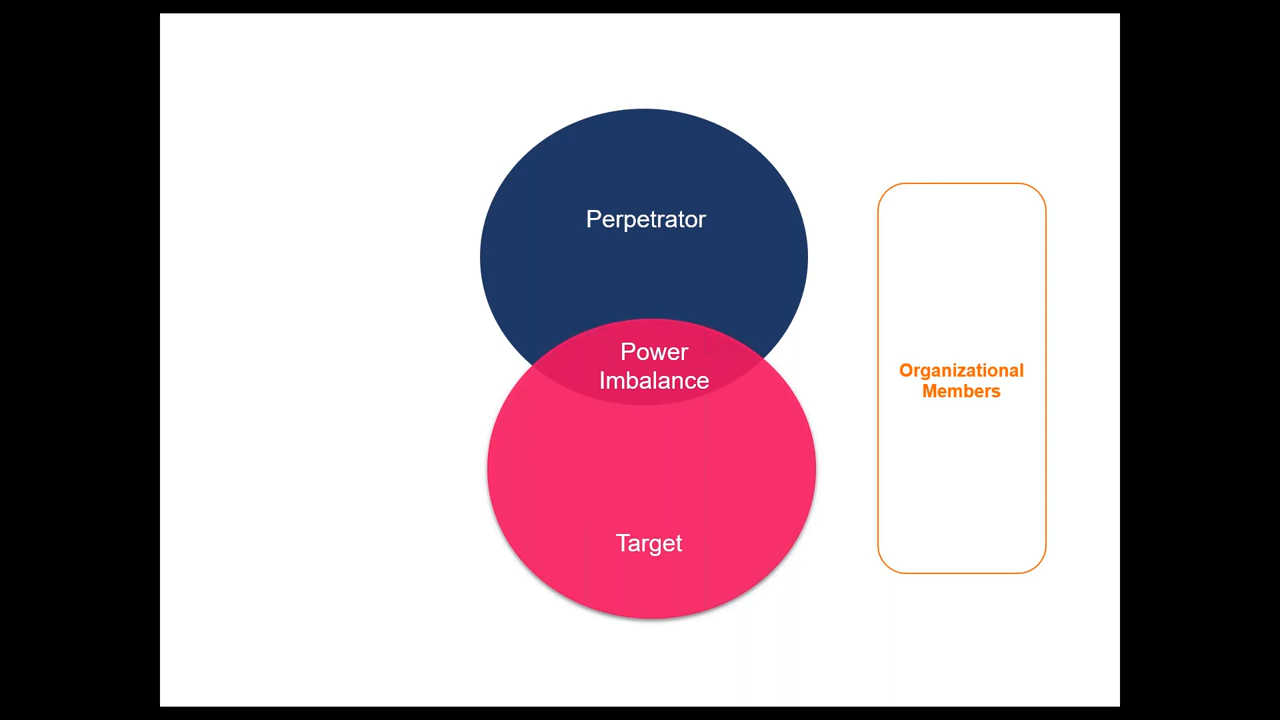 Perpetrator
Power
Imbalance
Organizational
Members
Target